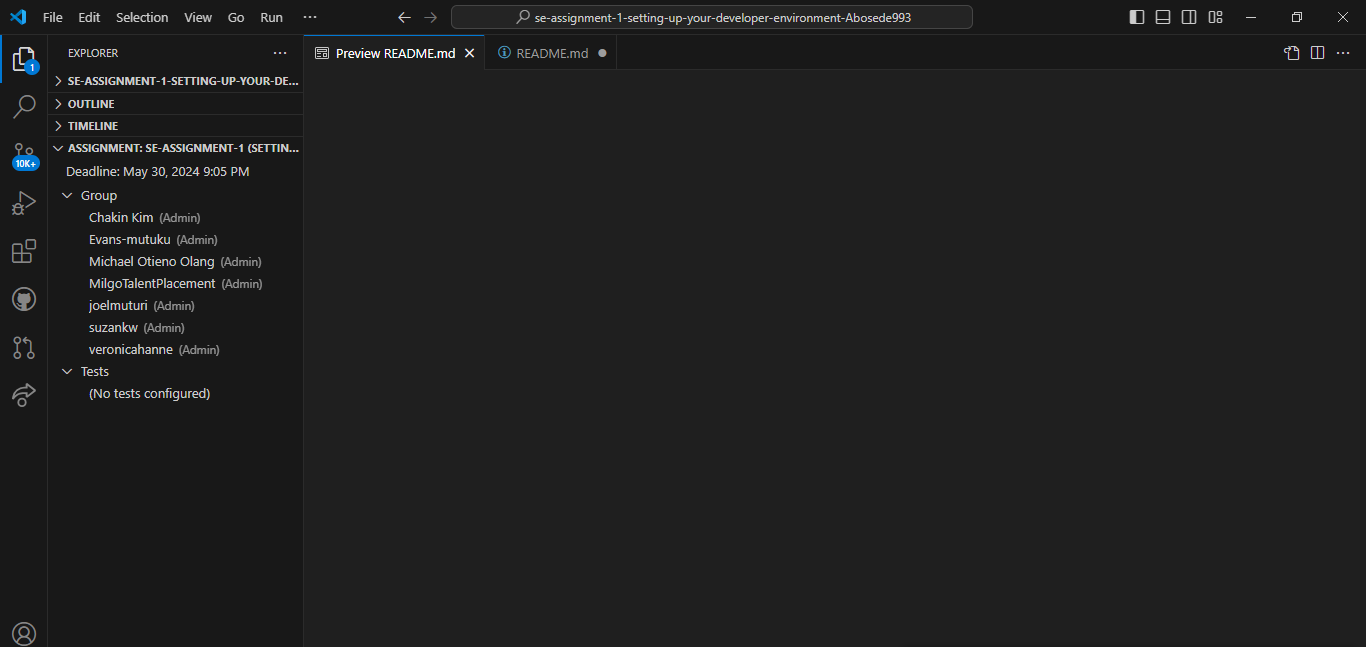 File Edit Selection View Go Run ···
se-assignment-1-setting-up-your-developer-environment-Abosede993
EXPLORER ···
Preview README.md
README.md
1
SE-ASSIGNMENT-1-SETTING-UP-YOUR-DE...
OUTLINE
TIMELINE
10K+
ASSIGNMENT: SE-ASSIGNMENT-1 (SETTIN...
Deadline: May 30, 2024 9:05 PM
Group
Chakin Kim (Admin)
Evans-mutuku (Admin)
Michael Otieno Olang (Admin)
MilgoTalentPlacement (Admin)
joelmuturi (Admin)
suzankw (Admin)
veronicahanne (Admin)
Tests
(No tests configured)